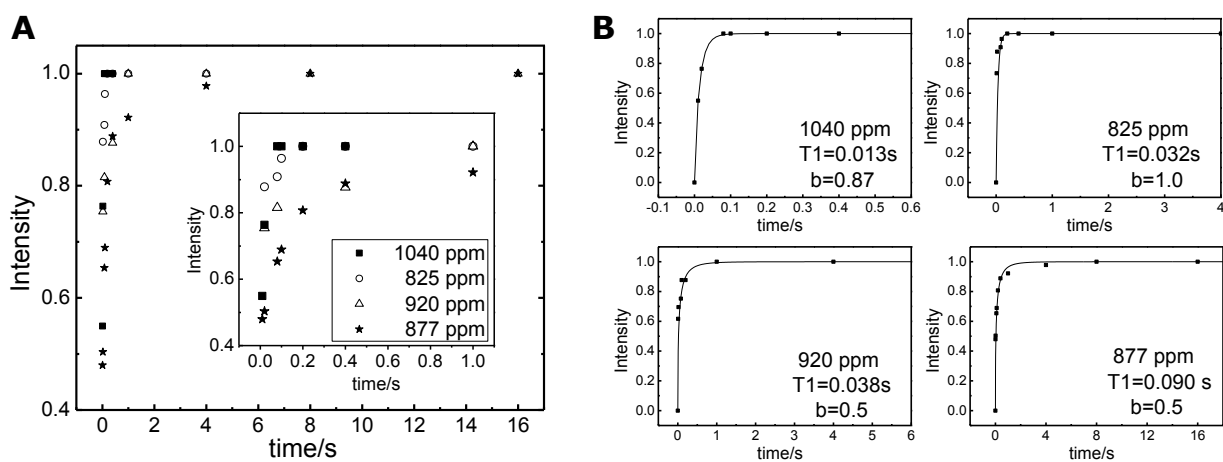 A
Intensity
1.0
0.8
0.6
0.4
0 2 4 6 8 10 12 14 16
time/s
Intensity
1.0
0.8
0.6
0.4
0.0 0.2 0.4 0.6 0.8 1.0
time/s
1040 ppm
825 ppm
920 ppm
877 ppm
B
Intensity
1.0
0.8
0.6
0.4
0.2
0.0
-0.1 0.0 0.1 0.2 0.3 0.4 0.5 0.6
time/s
1040 ppm
T1=0.013s
b=0.87
Intensity
1.0
0.8
0.6
0.4
0.2
0.0
0 1 2 3 4
time/s
825 ppm
T1=0.032s
b=1.0
Intensity
1.0
0.8
0.6
0.4
0.2
0.0
0 1 2 3 4 5 6
time/s
920 ppm
T1=0.038s
b=0.5
Intensity
1.0
0.8
0.6
0.4
0.2
0.0
0 4 8 12 16
time/s
877 ppm
T1=0.090 s
b=0.5